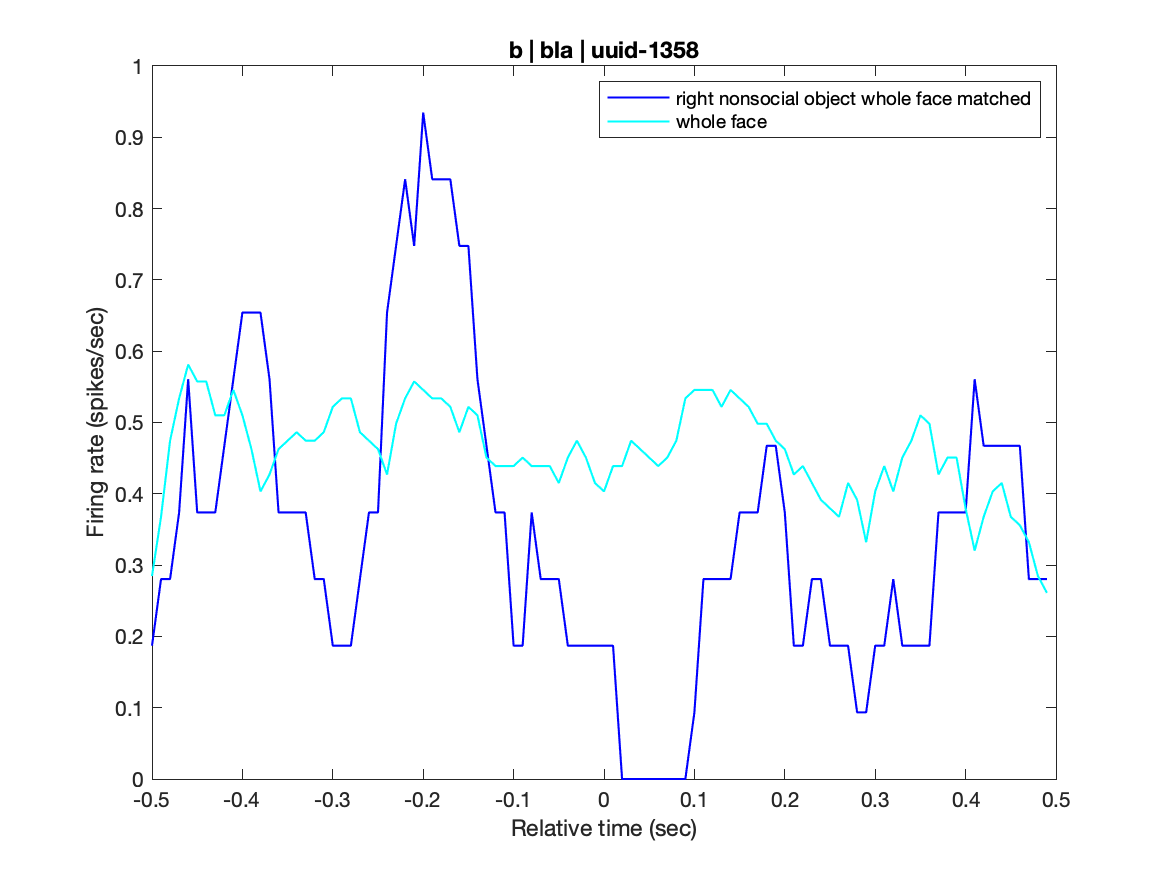 b | bla | uuid-1358
right nonsocial object whole face matched
whole face
1
0.9
0.8
0.7
0.6
0.5
0.4
0.3
0.2
0.1
0
Firing rate (spikes/sec)
-0.5 -0.4 -0.3 -0.2 -0.1 0 0.1 0.2 0.3 0.4 0.5
Relative time (sec)